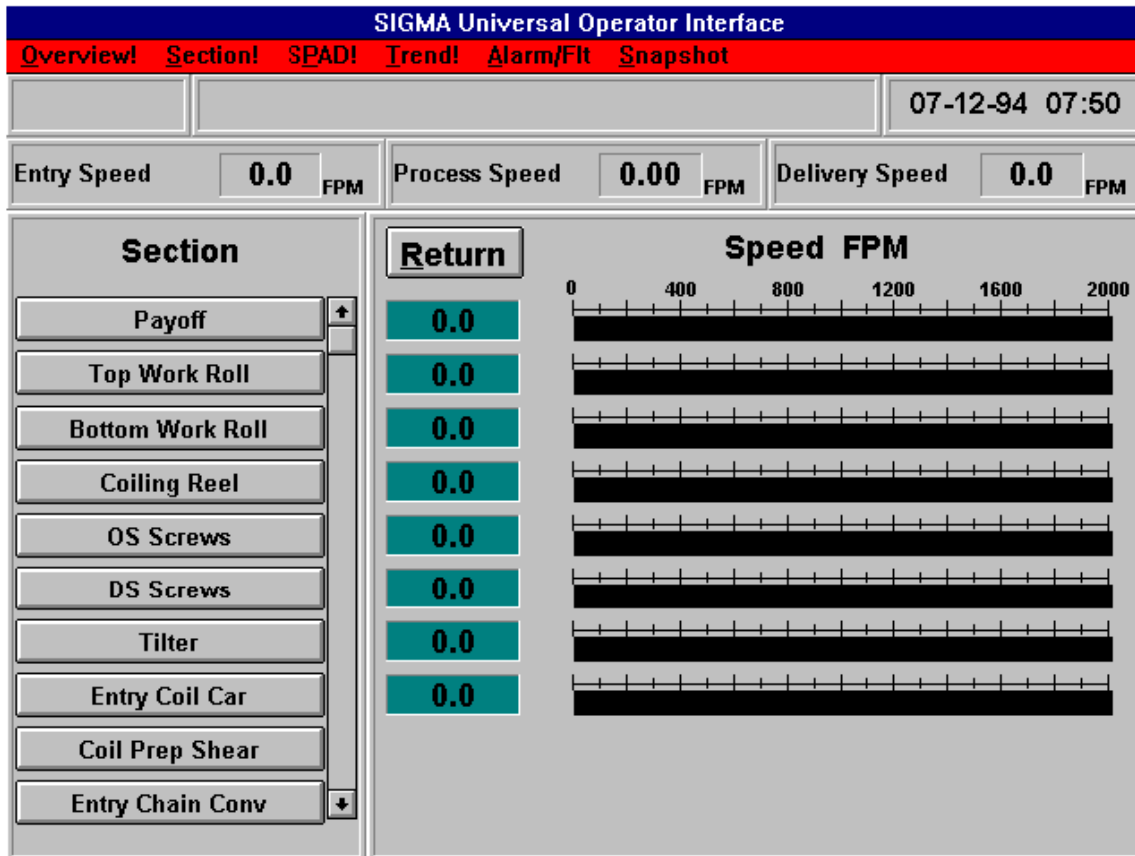 SIGMA Universal Operator Interface
Overview! Section! SPAD! Trend! Alarm/Flt Snapshot
07-12-94 07:50
Entry Speed 0.0 FPM Process Speed 0.00 FPM Delivery Speed 0.0 FPM
Section
Return
Speed FPM
0 400 800 1200 1600 2000
Payoff 0.0
Top Work Roll 0.0
Bottom Work Roll 0.0
Coiling Reel 0.0
OS Screws 0.0
DS Screws 0.0
Tilter 0.0
Entry Coil Car 0.0
Coil Prep Shear
Entry Chain Conv